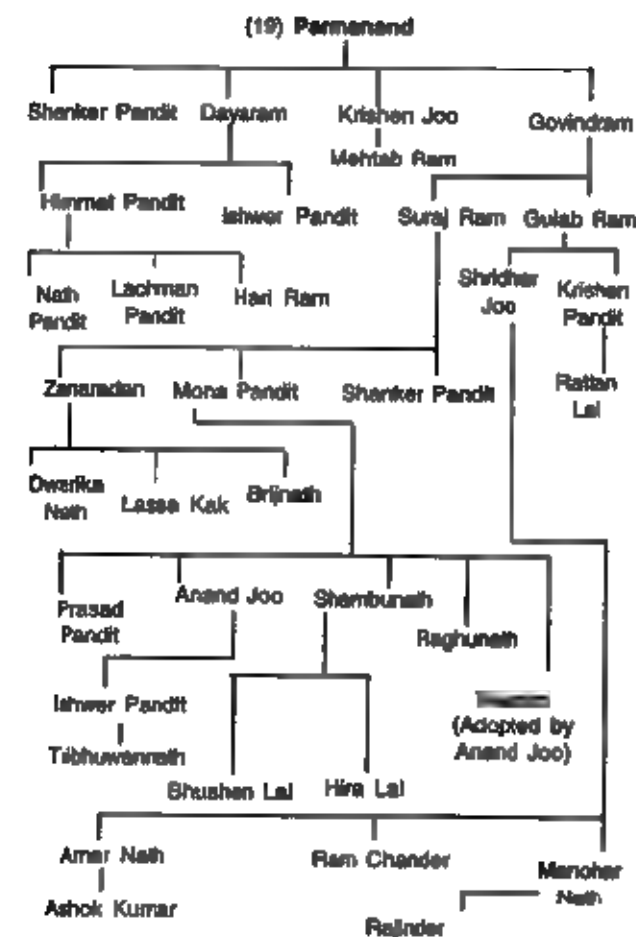 (19) Parmanand
Shanker Pandit Dayaram Krishen Joo Govindram
Mehtab Ram
Himmat Pandit Ishwer Pandit Suraj Ram Gulab Ram
Nath Pandit
Lachman Pandit
Hari Ram
Shridhar Joo
Krishen Pandit
Zanaradan Mona Pandit Shanker Pandit
Rattan Lal
Dwarika Nath
Lassa Kak
Brijnath
Prasad Pandit
Anand Joo Shambunath
Raghunath
Ishwer Pandit
(Adopted by
Anand Joo)
Tribhuwannath
Bhushan Lal Hira Lal
Amar Nath Ram Chander
Manohar Nath
Ashok Kumar
Rajinder